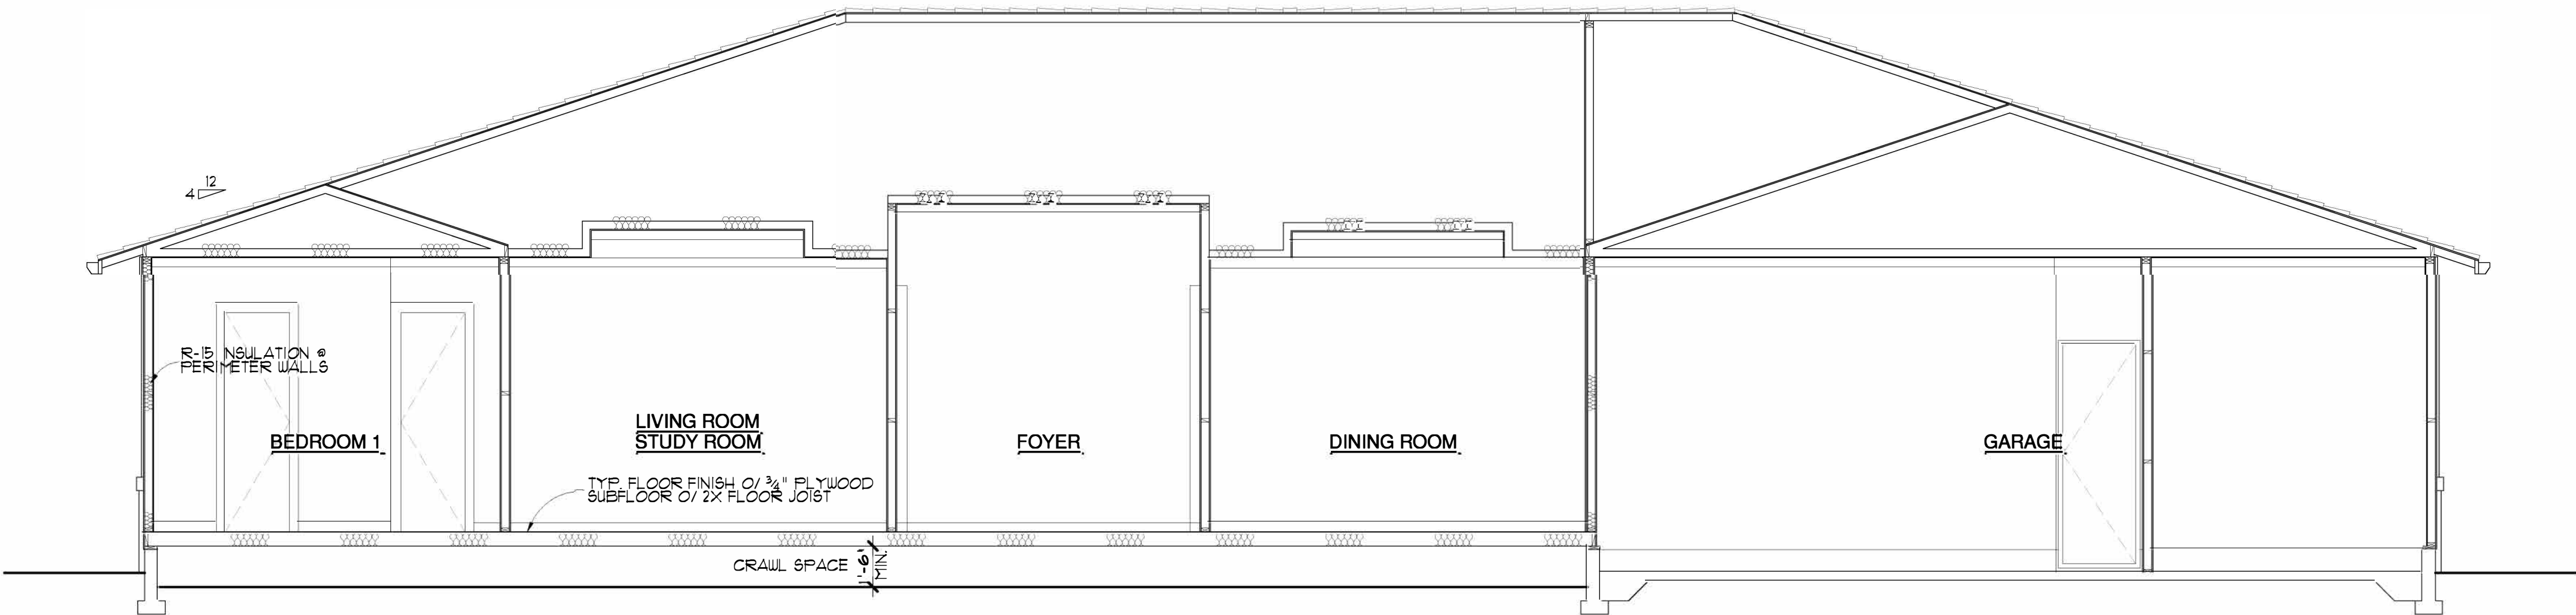 12
4
R-15 INSULATION @
PERIMETER WALLS
BEDROOM 1
LIVING ROOM
STUDY ROOM
FOYER
DINING ROOM
GARAGE
TYP. FLOOR FINISH O/ 3/4" PLYWOOD
SUBFLOOR O/ 2X FLOOR JOIST
CRAWL SPACE
1'-6"
MIN.